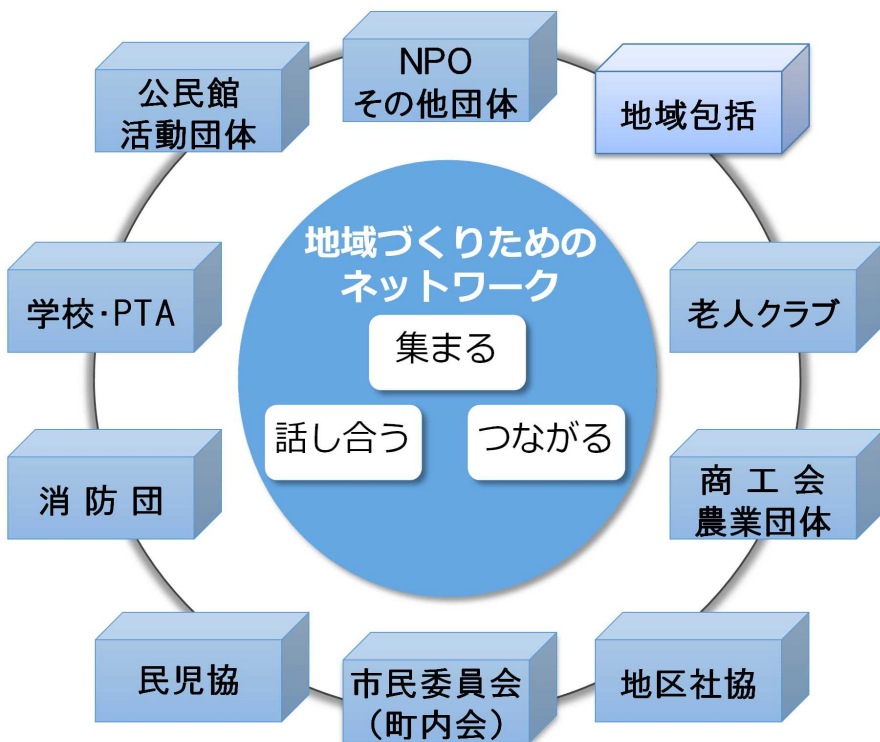 NPO
その他団体
公民館
活動団体
地域包括
地域づくりための
ネットワーク
学校・PTA
老人クラブ
集まる
話し合う
つながる
消 防 団
商 工 会
農業団体
民児協
市民委員会
（町内会）
地区社協